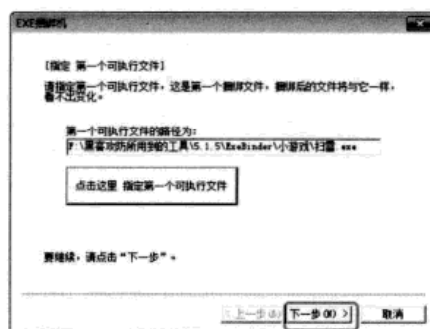 EXE捆绑机
[指定 第一个可执行文件]
请指定第一个可执行文件，这是第一个捆绑文件，捆绑后的文件将与它一样，
看不出变化。
第一个可执行文件的路径为：
F:\黑客攻防所用到的工具\5.1.5\ExeBinder\小游戏\扫雷.exe
点击这里 指定第一个可执行文件
要继续，请点击“下一步”。
< 上一步(B) 下一步(N) > 取消